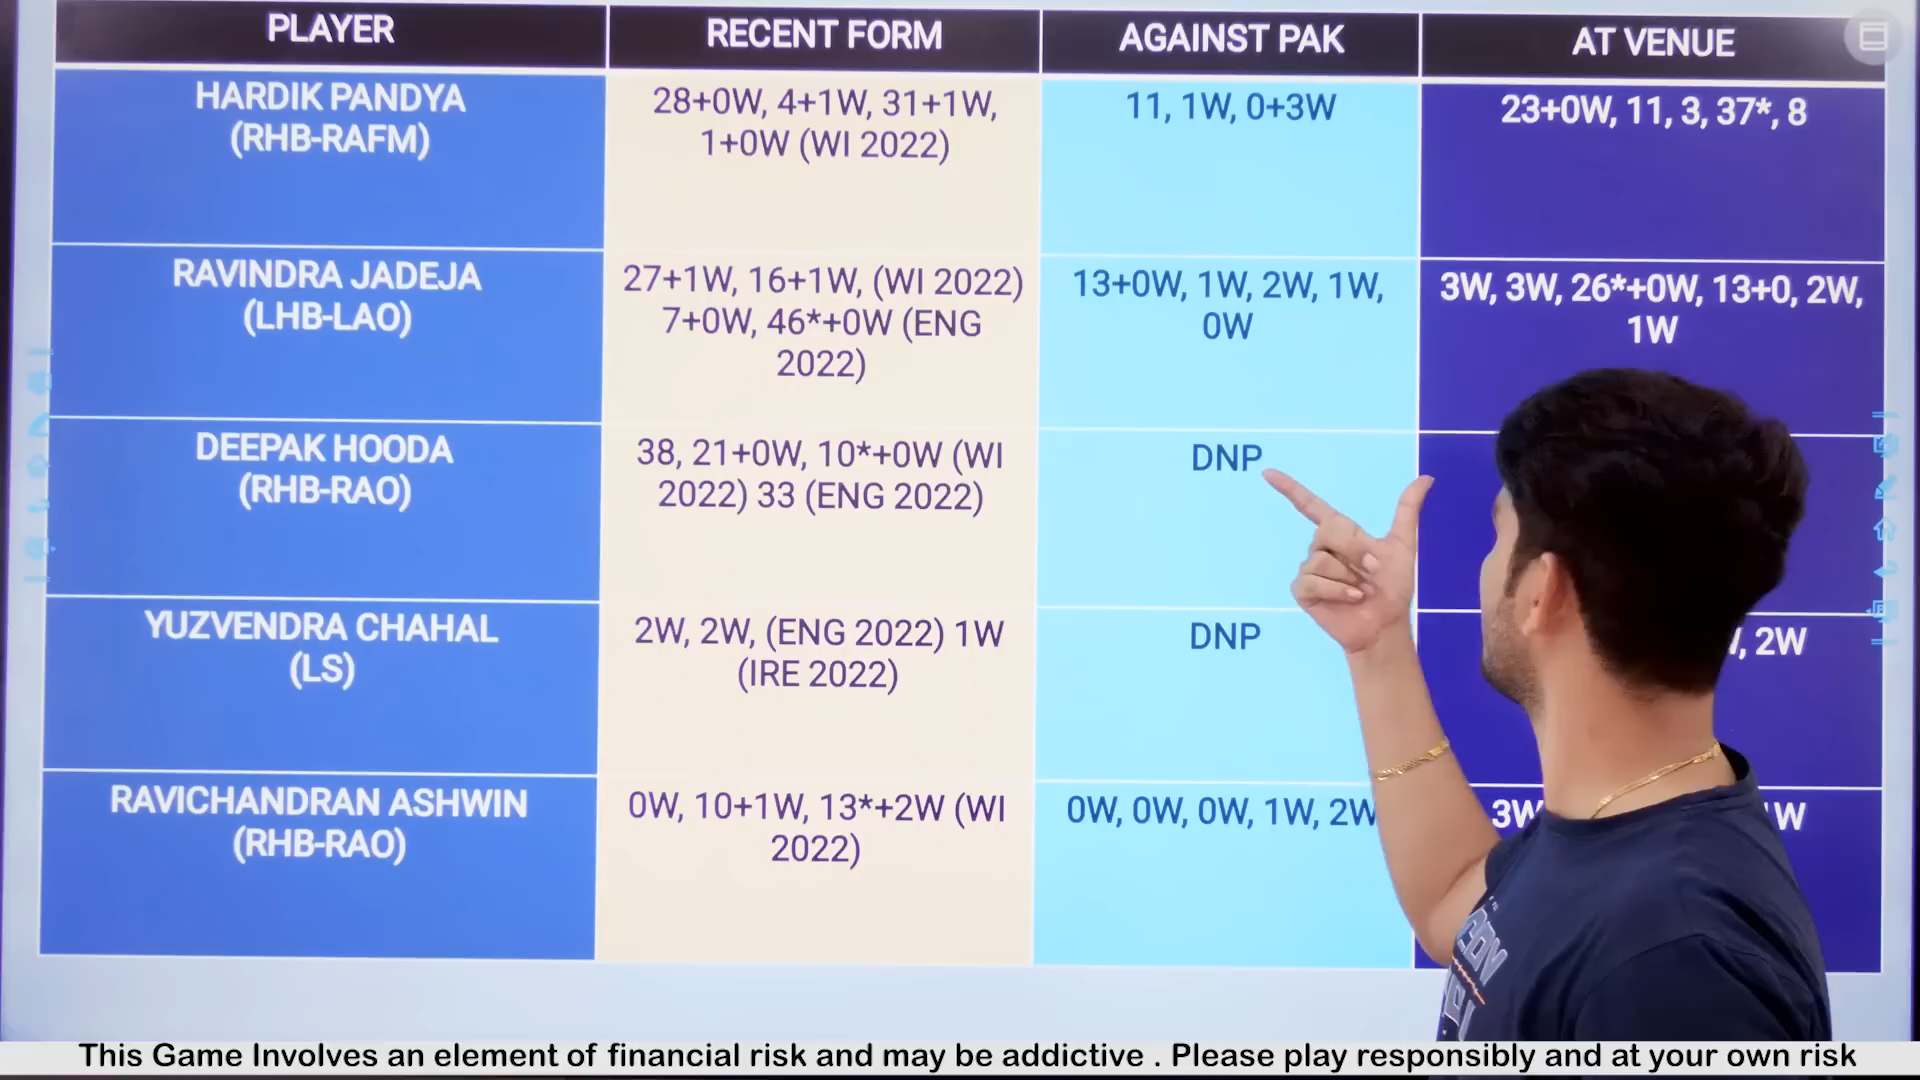 PLAYER
RECENT FORM
AGAINST PAK
AT VENUE
HARDIK PANDYA
(RHB-RAFM)
28+0W, 4+1W, 31+1W,
1+0W (WI 2022)
11, 1W, 0+3W
23+0W, 11, 3, 37*, 8
RAVINDRA JADEJA
(LHB-LAO)
27+1W, 16+1W, (WI 2022)
7+0W, 46*+0W (ENG
2022)
13+0W, 1W, 2W, 1W,
0W
3W, 3W, 26*+0W, 13+0, 2W,
1W
DEEPAK HOODA
(RHB-RAO)
38, 21+0W, 10*+0W (WI
2022) 33 (ENG 2022)
DNP
YUZVENDRA CHAHAL
(LS)
2W, 2W, (ENG 2022) 1W
(IRE 2022)
DNP
2W
RAVICHANDRAN ASHWIN
(RHB-RAO)
0W, 10+1W, 13*+2W (WI
2022)
0W, 0W, 0W, 1W, 2W
3W
This Game Involves an element of financial risk and may be addictive . Please play responsibly and at your own risk